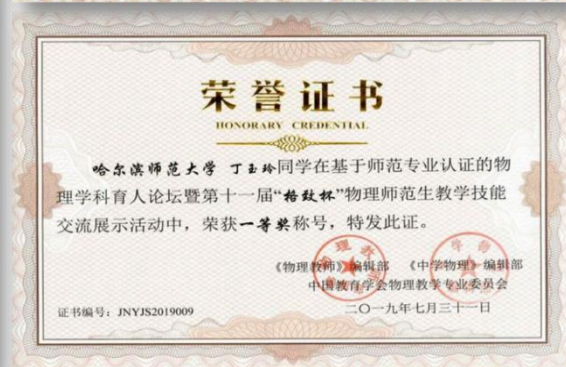 荣誉证书
HONORARY CREDENTIAL
哈尔滨师范大学 丁玉玲同学在基于师范专业认证的物
理学科育人论坛暨第十一届“格致杯”物理师范生教学技能
交流展示活动中，荣获一等奖称号，特发此证。
《物理教师》编辑部 《中学物理》编辑部
中国教育学会物理教学专业委员会
证书编号：JNYJS2019009 二〇一九年七月三十一日